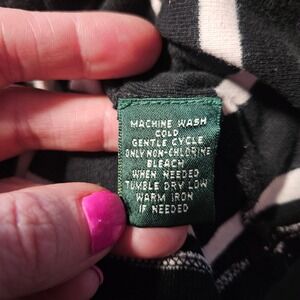 MACHINE WASH
COLD
GENTLE CYCLE
ONLY NON-CHLORINE
BLEACH
WHEN NEEDED
TUMBLE DRY LOW
WARM IRON
IF NEEDED